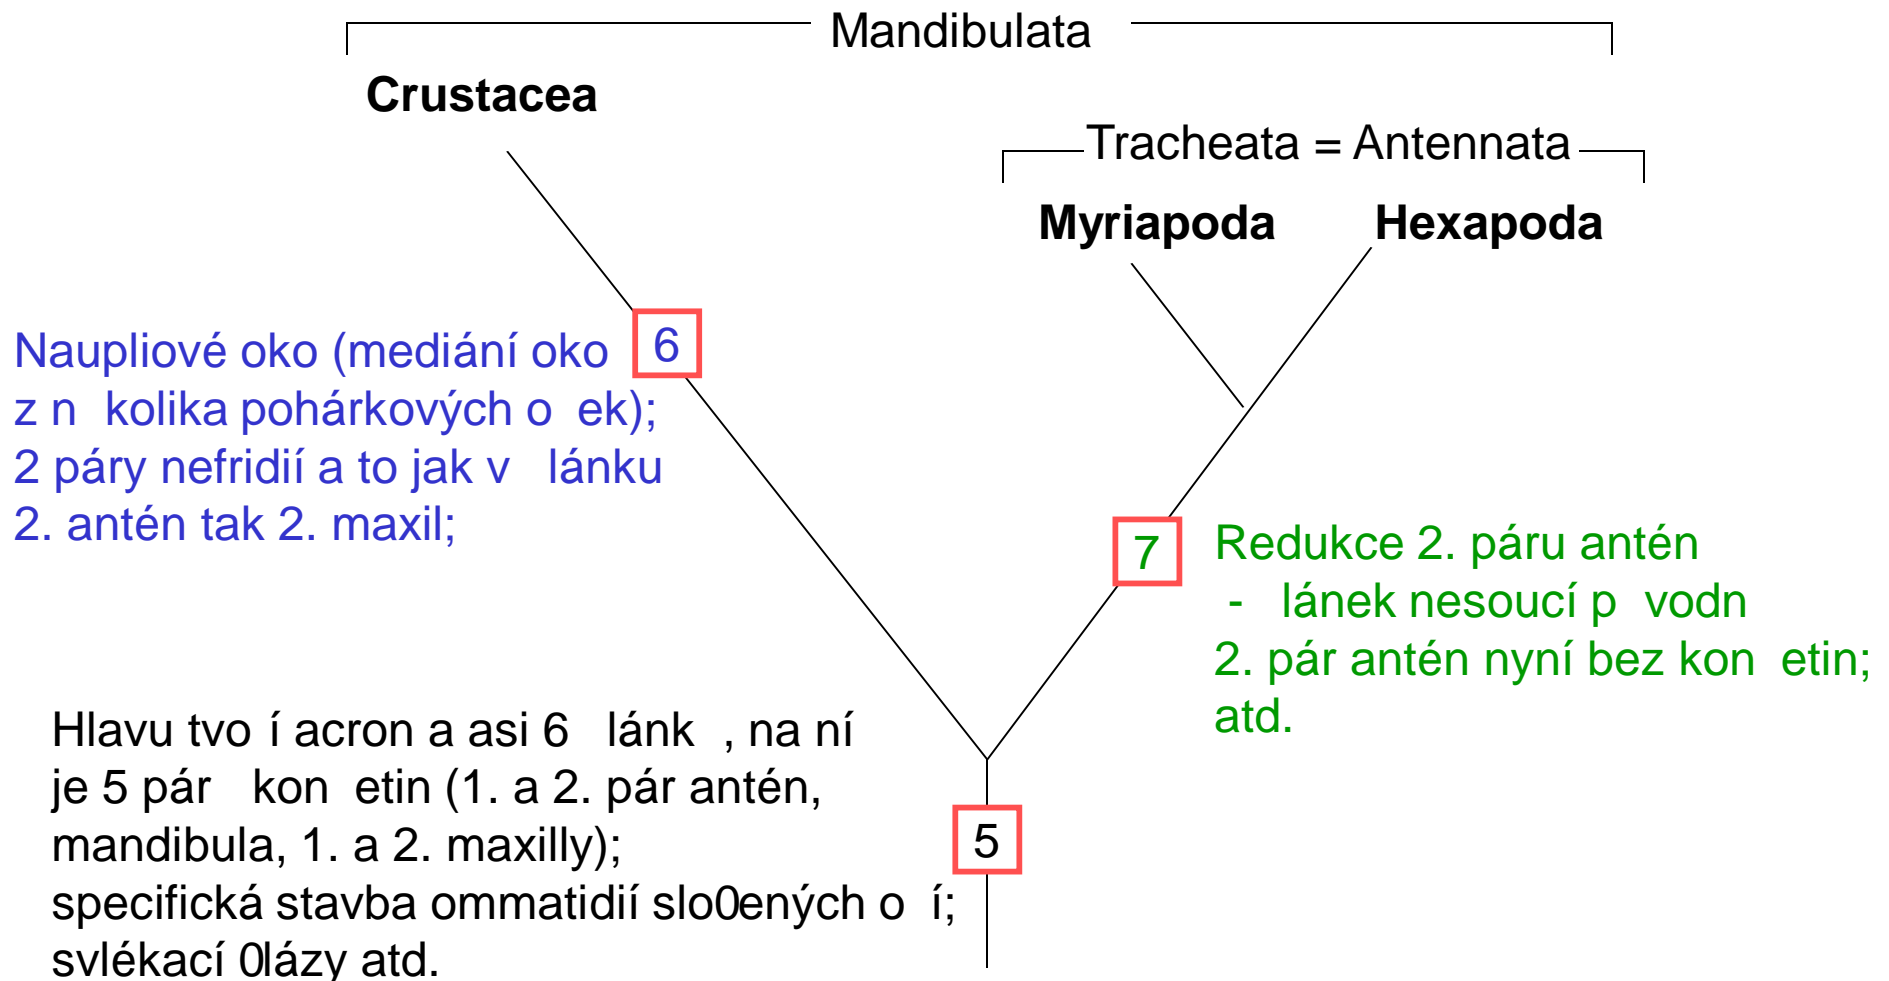 Mandibulata
Crustacea
Tracheata = Antennata
Myriapoda Hexapoda
6
Naupliové oko (mediání oko
z n kolika pohárkových o ek);
2 páry nefridií a to jak v lánku
2. antén tak 2. maxil;
7
Redukce 2. páru antén
- lánek nesoucí p vodn
2. pár antén nyní bez kon etin;
atd.
Hlavu tvo í acron a asi 6 lánk , na ní
je 5 pár kon etin (1. a 2. pár antén,
mandibula, 1. a 2. maxilly);
specifická stavba ommatidií slo0ených o í;
svlékací 0lázy atd.
5